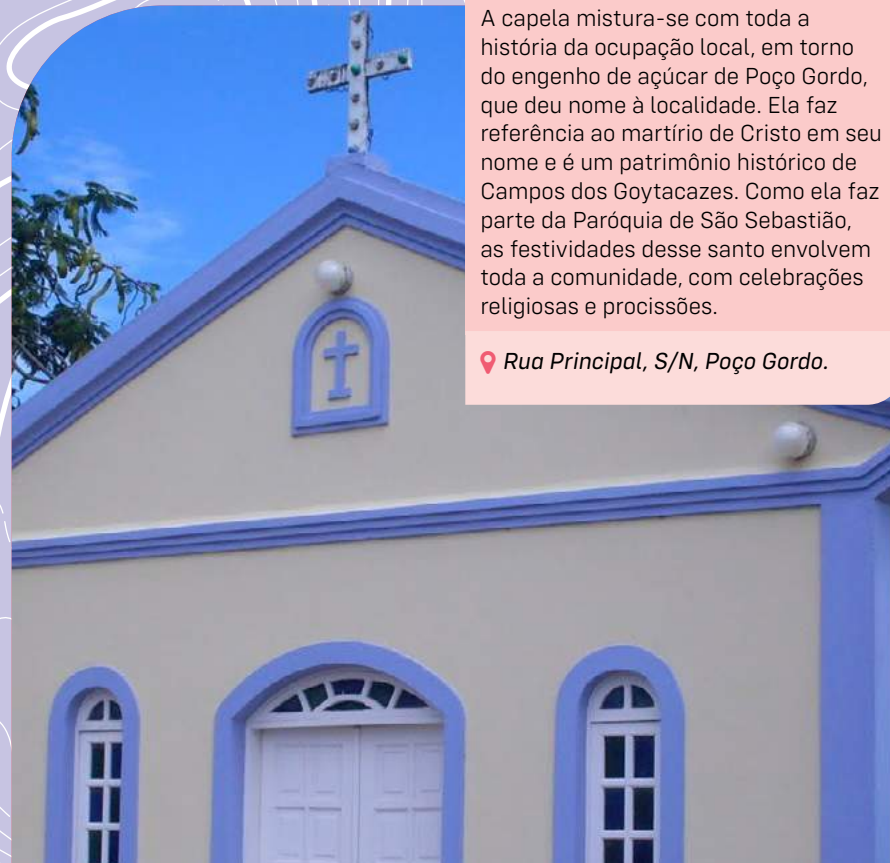 A capela mistura-se com toda a
história da ocupação local, em torno
do engenho de açúcar de Poço Gordo,
que deu nome à localidade. Ela faz
referência ao martírio de Cristo em seu
nome e é um patrimônio histórico de
Campos dos Goytacazes. Como ela faz
parte da Paróquia de São Sebastião,
as festividades desse santo envolvem
toda a comunidade, com celebrações
religiosas e procissões.
Rua Principal, S/N, Poço Gordo.